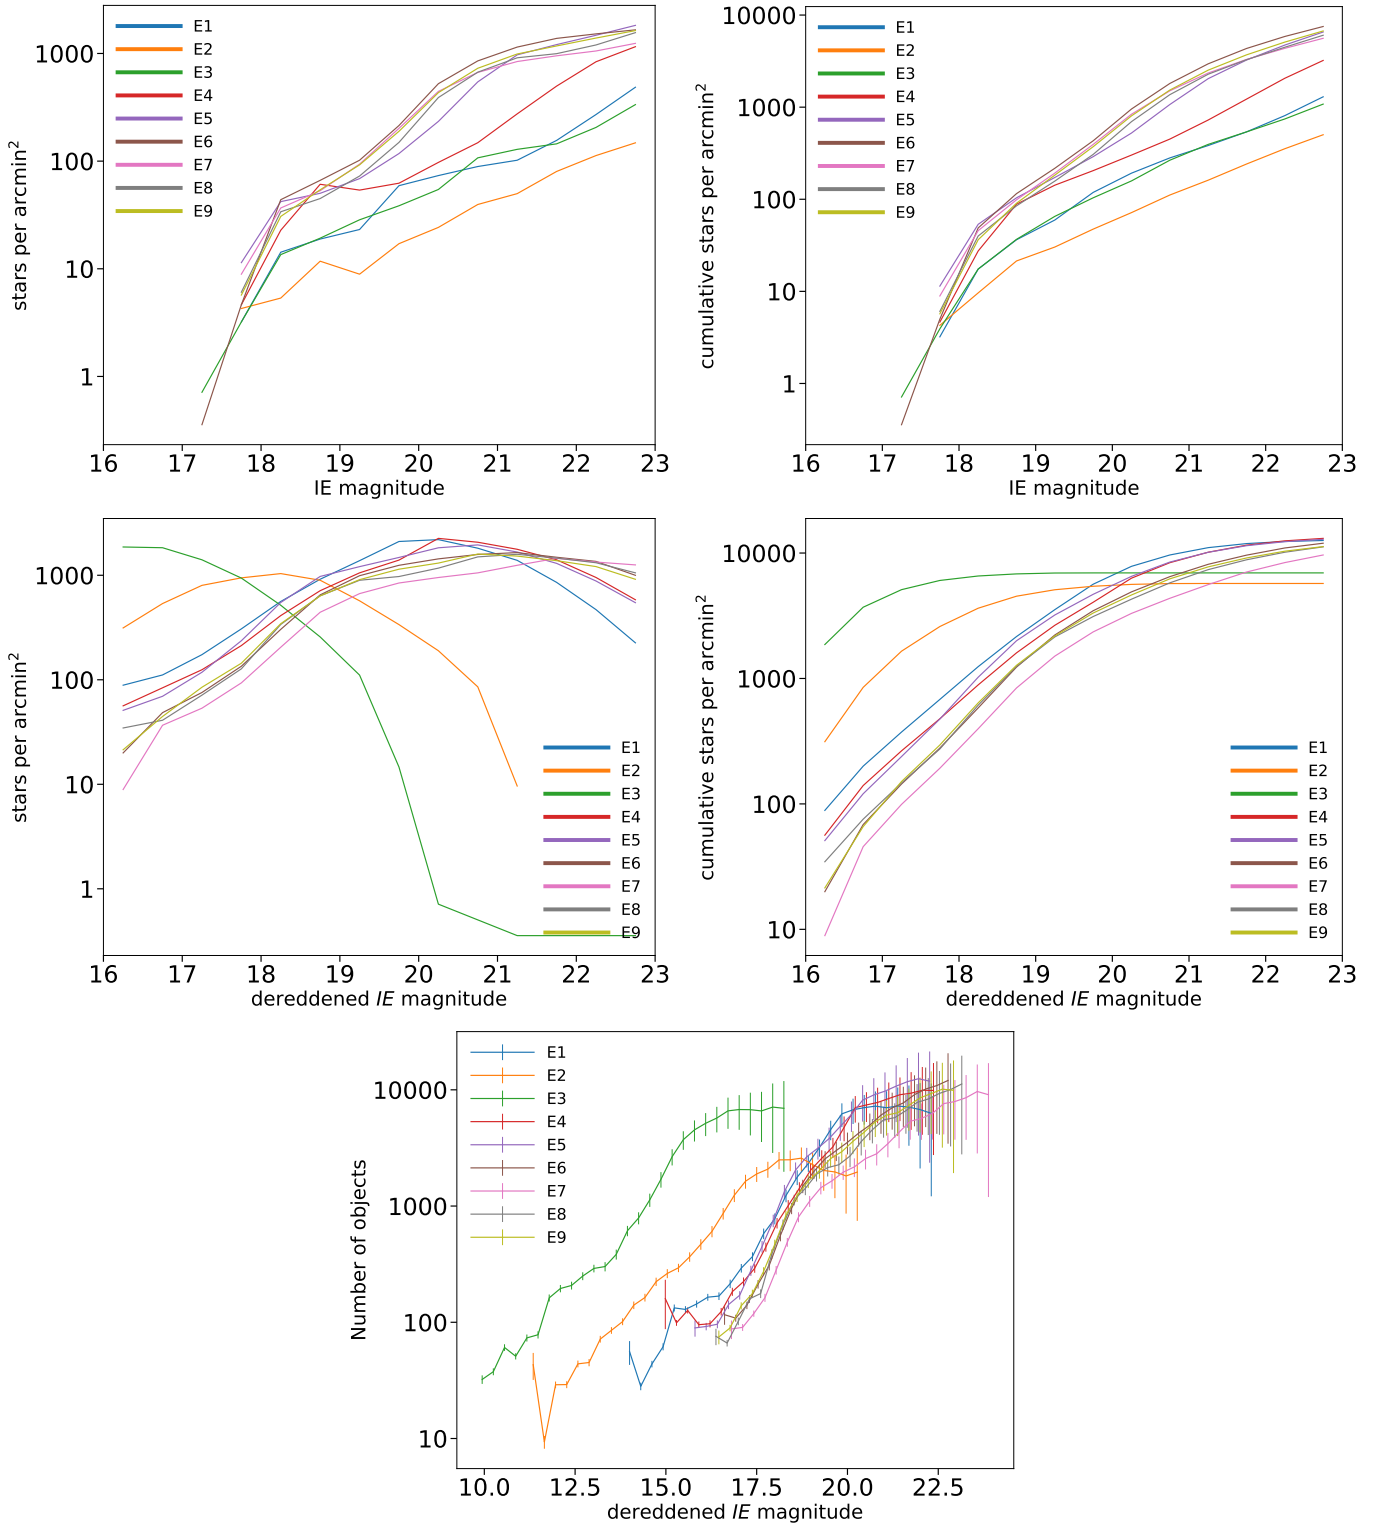 stars per arcmin²
1000
100
10
1
E1
E2
E3
E4
E5
E6
E7
E8
E9
16 17 18 19 20 21 22 23
IE magnitude
cumulative stars per arcmin²
10000
1000
100
10
1
E1
E2
E3
E4
E5
E6
E7
E8
E9
16 17 18 19 20 21 22 23
IE magnitude
stars per arcmin²
1000
100
10
1
E1
E2
E3
E4
E5
E6
E7
E8
E9
16 17 18 19 20 21 22 23
dereddened IE magnitude
cumulative stars per arcmin²
10000
1000
100
10
E1
E2
E3
E4
E5
E6
E7
E8
E9
16 17 18 19 20 21 22 23
dereddened IE magnitude
Number of objects
10000
1000
100
10
E1
E2
E3
E4
E5
E6
E7
E8
E9
10.0 12.5 15.0 17.5 20.0 22.5
dereddened IE magnitude